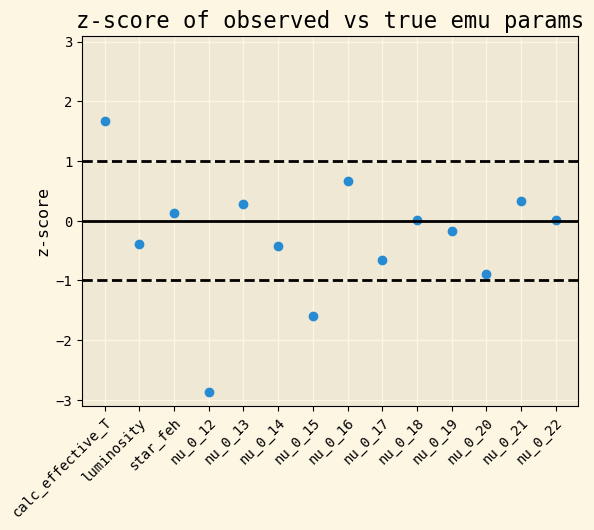 z-score of observed vs true emu params
z-score
3
2
1
0
−1
−2
−3
calc_effective_T
luminosity
star_feh
nu_0_12
nu_0_13
nu_0_14
nu_0_15
nu_0_16
nu_0_17
nu_0_18
nu_0_19
nu_0_20
nu_0_21
nu_0_22